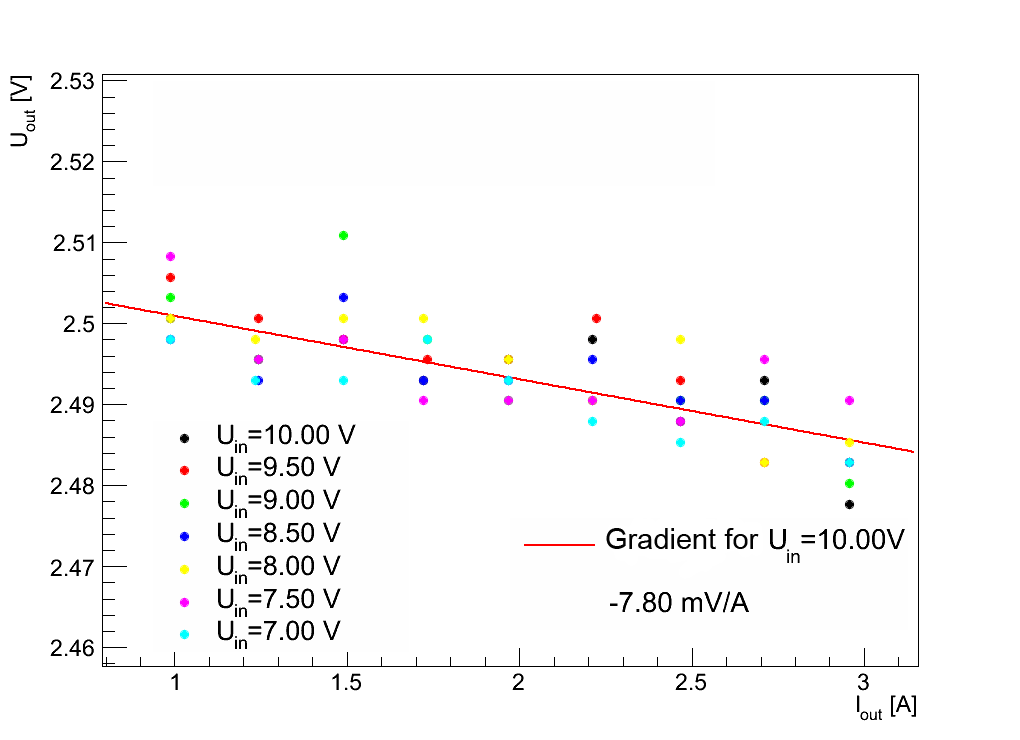 U_out [V]
2.53
2.52
2.51
2.5
2.49
2.48
2.47
2.46
U_in=10.00 V
U_in=9.50 V
U_in=9.00 V
U_in=8.50 V
U_in=8.00 V
U_in=7.50 V
U_in=7.00 V
Gradient for U_in=10.00V
-7.80 mV/A
1 1.5 2 2.5 3
I_out [A]